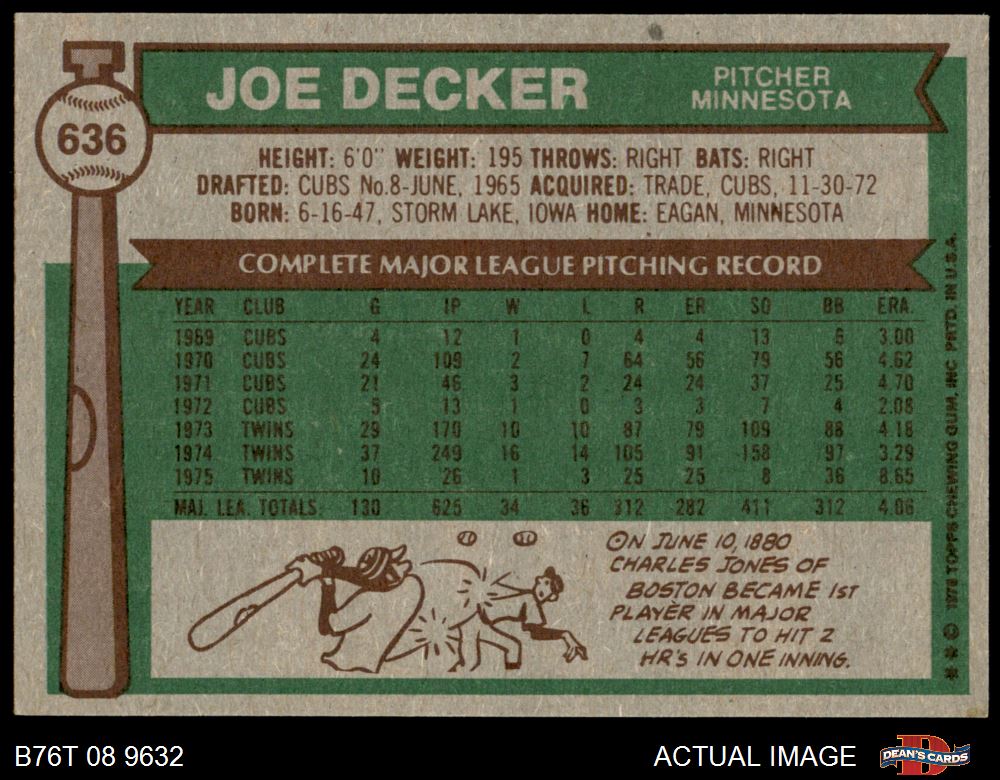 JOE DECKER
PITCHER
MINNESOTA
636
HEIGHT: 6'0" WEIGHT: 195 THROWS: RIGHT BATS: RIGHT
DRAFTED: CUBS No.8-JUNE, 1965 ACQUIRED: TRADE, CUBS, 11-30-72
BORN: 6-16-47, STORM LAKE, IOWA HOME: EAGAN, MINNESOTA
COMPLETE MAJOR LEAGUE PITCHING RECORD
YEAR CLUB G IP W L R ER SO BB ERA
1969 CUBS 4 12 1 0 4 4 13 6 3.00
1970 CUBS 24 109 2 7 64 56 79 56 4.62
1971 CUBS 21 46 3 2 24 24 37 25 4.70
1972 CUBS 5 13 1 0 3 3 7 4 2.08
1973 TWINS 29 170 10 10 87 79 109 88 4.18
1974 TWINS 37 249 16 14 105 91 158 97 3.29
1975 TWINS 10 26 1 3 25 25 8 36 8.65
MAJ. LEA. TOTALS: 130 625 34 36 312 282 411 312 4.06
ON JUNE 10, 1880
CHARLES JONES OF
BOSTON BECAME 1ST
PLAYER IN MAJOR
LEAGUES TO HIT 2
HR'S IN ONE INNING.
** © 1976 TOPPS CHEWING GUM, INC. PRTD. IN U.S.A.
B76T 08 9632
ACTUAL IMAGE
DEAN'S CARDS